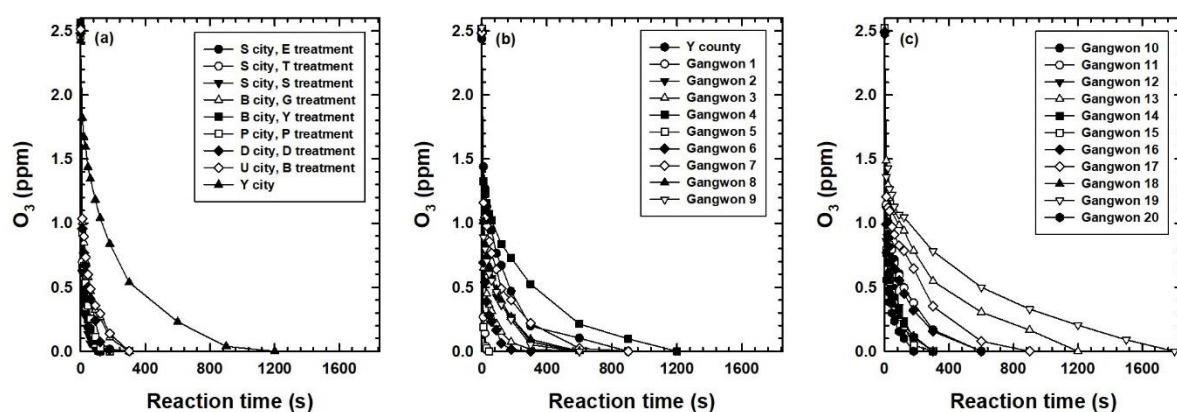 (a)
S city, E treatment
S city, T treatment
S city, S treatment
B city, G treatment
B city, Y treatment
P city, P treatment
D city, D treatment
U city, B treatment
Y city
O3 (ppm)
2.5
2.0
1.5
1.0
0.5
0.0
0 400 800 1200 1600
Reaction time (s)
(b)
Y county
Gangwon 1
Gangwon 2
Gangwon 3
Gangwon 4
Gangwon 5
Gangwon 6
Gangwon 7
Gangwon 8
Gangwon 9
O3 (ppm)
2.5
2.0
1.5
1.0
0.5
0.0
0 400 800 1200 1600
Reaction time (s)
(c)
Gangwon 10
Gangwon 11
Gangwon 12
Gangwon 13
Gangwon 14
Gangwon 15
Gangwon 16
Gangwon 17
Gangwon 18
Gangwon 19
Gangwon 20
O3 (ppm)
2.5
2.0
1.5
1.0
0.5
0.0
0 400 800 1200 1600
Reaction time (s)